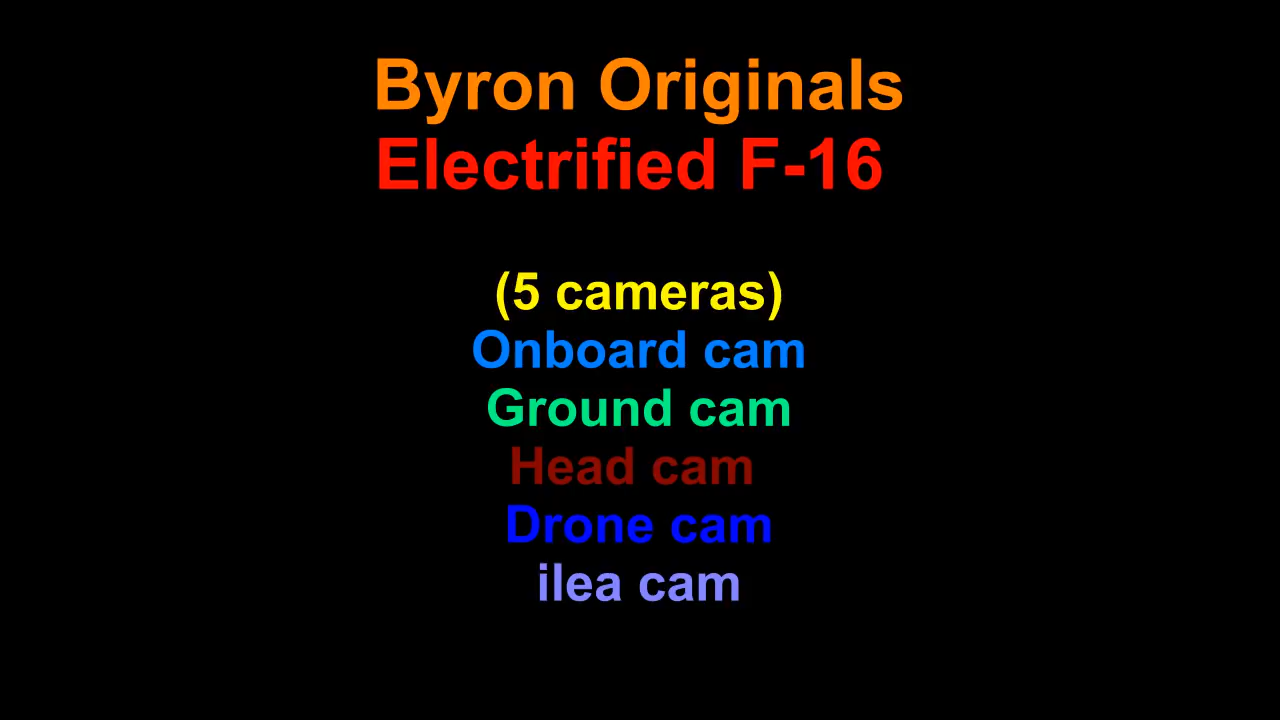 Byron Originals
Electrified F-16
(5 cameras)
Onboard cam
Ground cam
Head cam
Drone cam
ilea cam